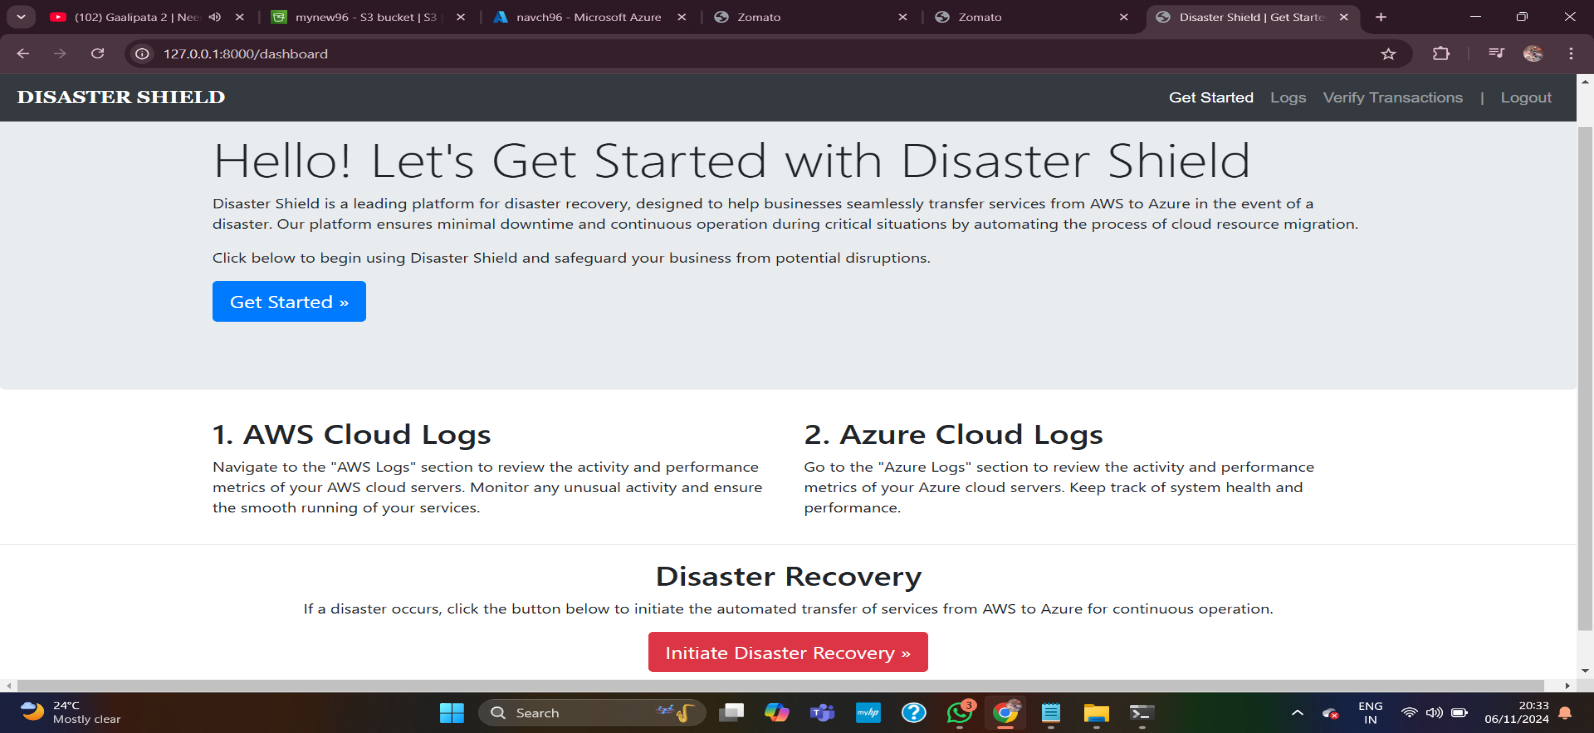 (102) Gaalipata 2 | Nee
mynew96 - S3 bucket | S3
navch96 - Microsoft Azure
Zomato
Zomato
Disaster Shield | Get Starte
127.0.0.1:8000/dashboard
DISASTER SHIELD
Get Started Logs Verify Transactions | Logout
Hello! Let's Get Started with Disaster Shield
Disaster Shield is a leading platform for disaster recovery, designed to help businesses seamlessly transfer services from AWS to Azure in the event of a
disaster. Our platform ensures minimal downtime and continuous operation during critical situations by automating the process of cloud resource migration.
Click below to begin using Disaster Shield and safeguard your business from potential disruptions.
Get Started »
1. AWS Cloud Logs
Navigate to the "AWS Logs" section to review the activity and performance
metrics of your AWS cloud servers. Monitor any unusual activity and ensure
the smooth running of your services.
2. Azure Cloud Logs
Go to the "Azure Logs" section to review the activity and performance
metrics of your Azure cloud servers. Keep track of system health and
performance.
Disaster Recovery
If a disaster occurs, click the button below to initiate the automated transfer of services from AWS to Azure for continuous operation.
Initiate Disaster Recovery »
24°C
Mostly clear
Search
myhp
3
ENG
IN
20:33
06/11/2024